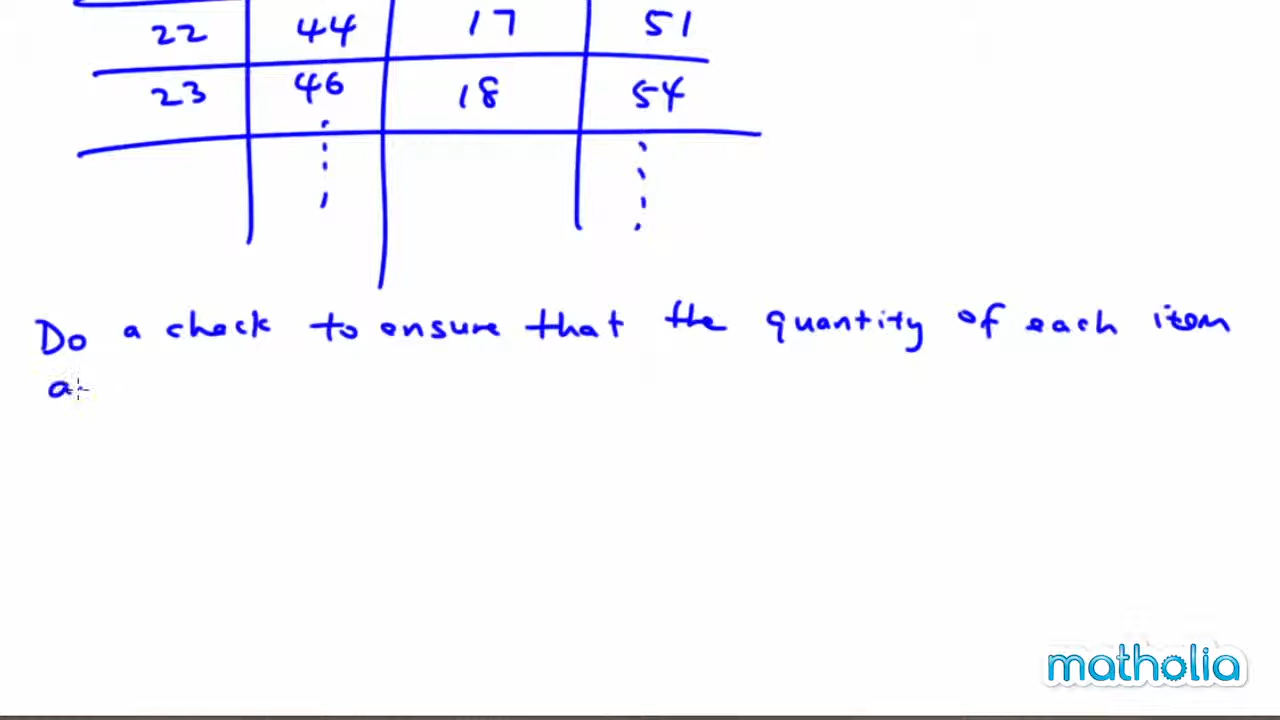 22 44 17 51
23 46 18 54
Do a check to ensure that the quantity of each item
matholia